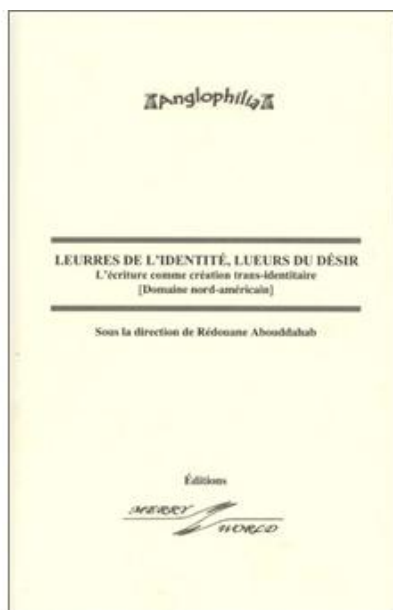 Anglophilia
LEURRES DE L'IDENTITÉ, LUEURS DU DÉSIR
L'écriture comme création trans-identitaire
[Domaine nord-américain]
Sous la direction de Rédouane Abouddahab
Éditions
MERRY
WORLD